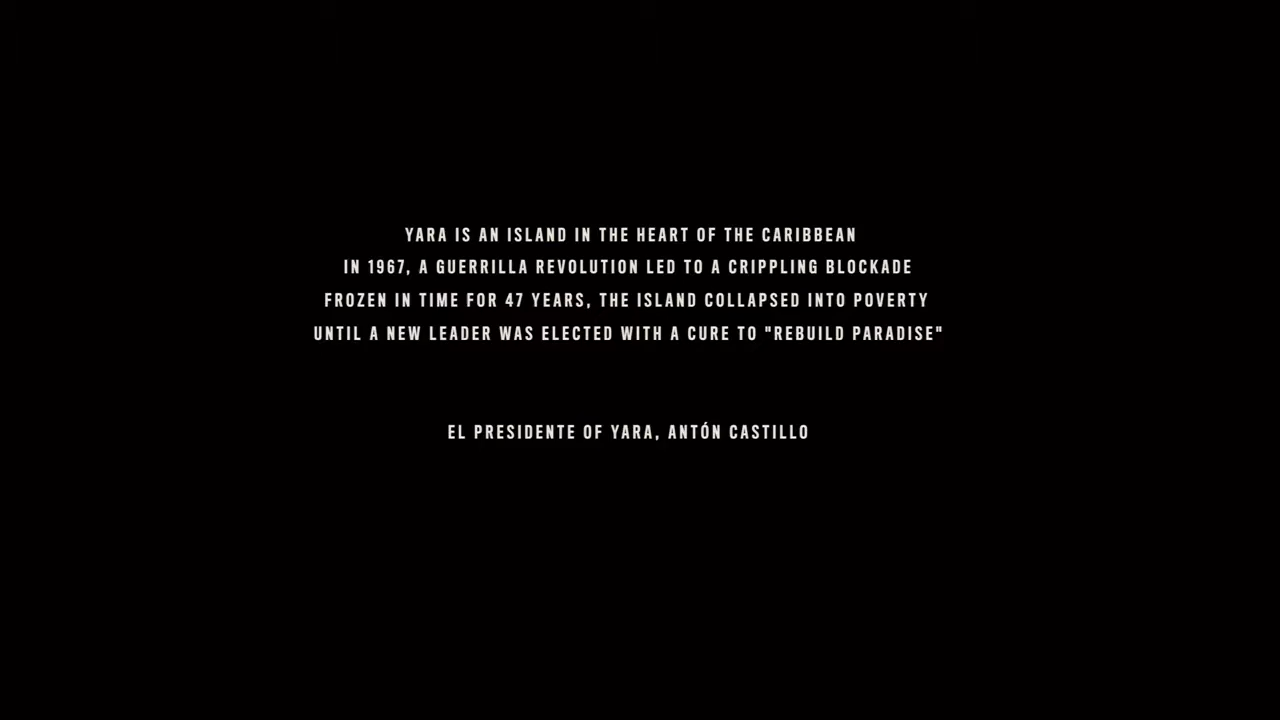 YARA IS AN ISLAND IN THE HEART OF THE CARIBBEAN
IN 1967, A GUERRILLA REVOLUTION LED TO A CRIPPLING BLOCKADE
FROZEN IN TIME FOR 47 YEARS, THE ISLAND COLLAPSED INTO POVERTY
UNTIL A NEW LEADER WAS ELECTED WITH A CURE TO "REBUILD PARADISE"
EL PRESIDENTE OF YARA, ANTÓN CASTILLO